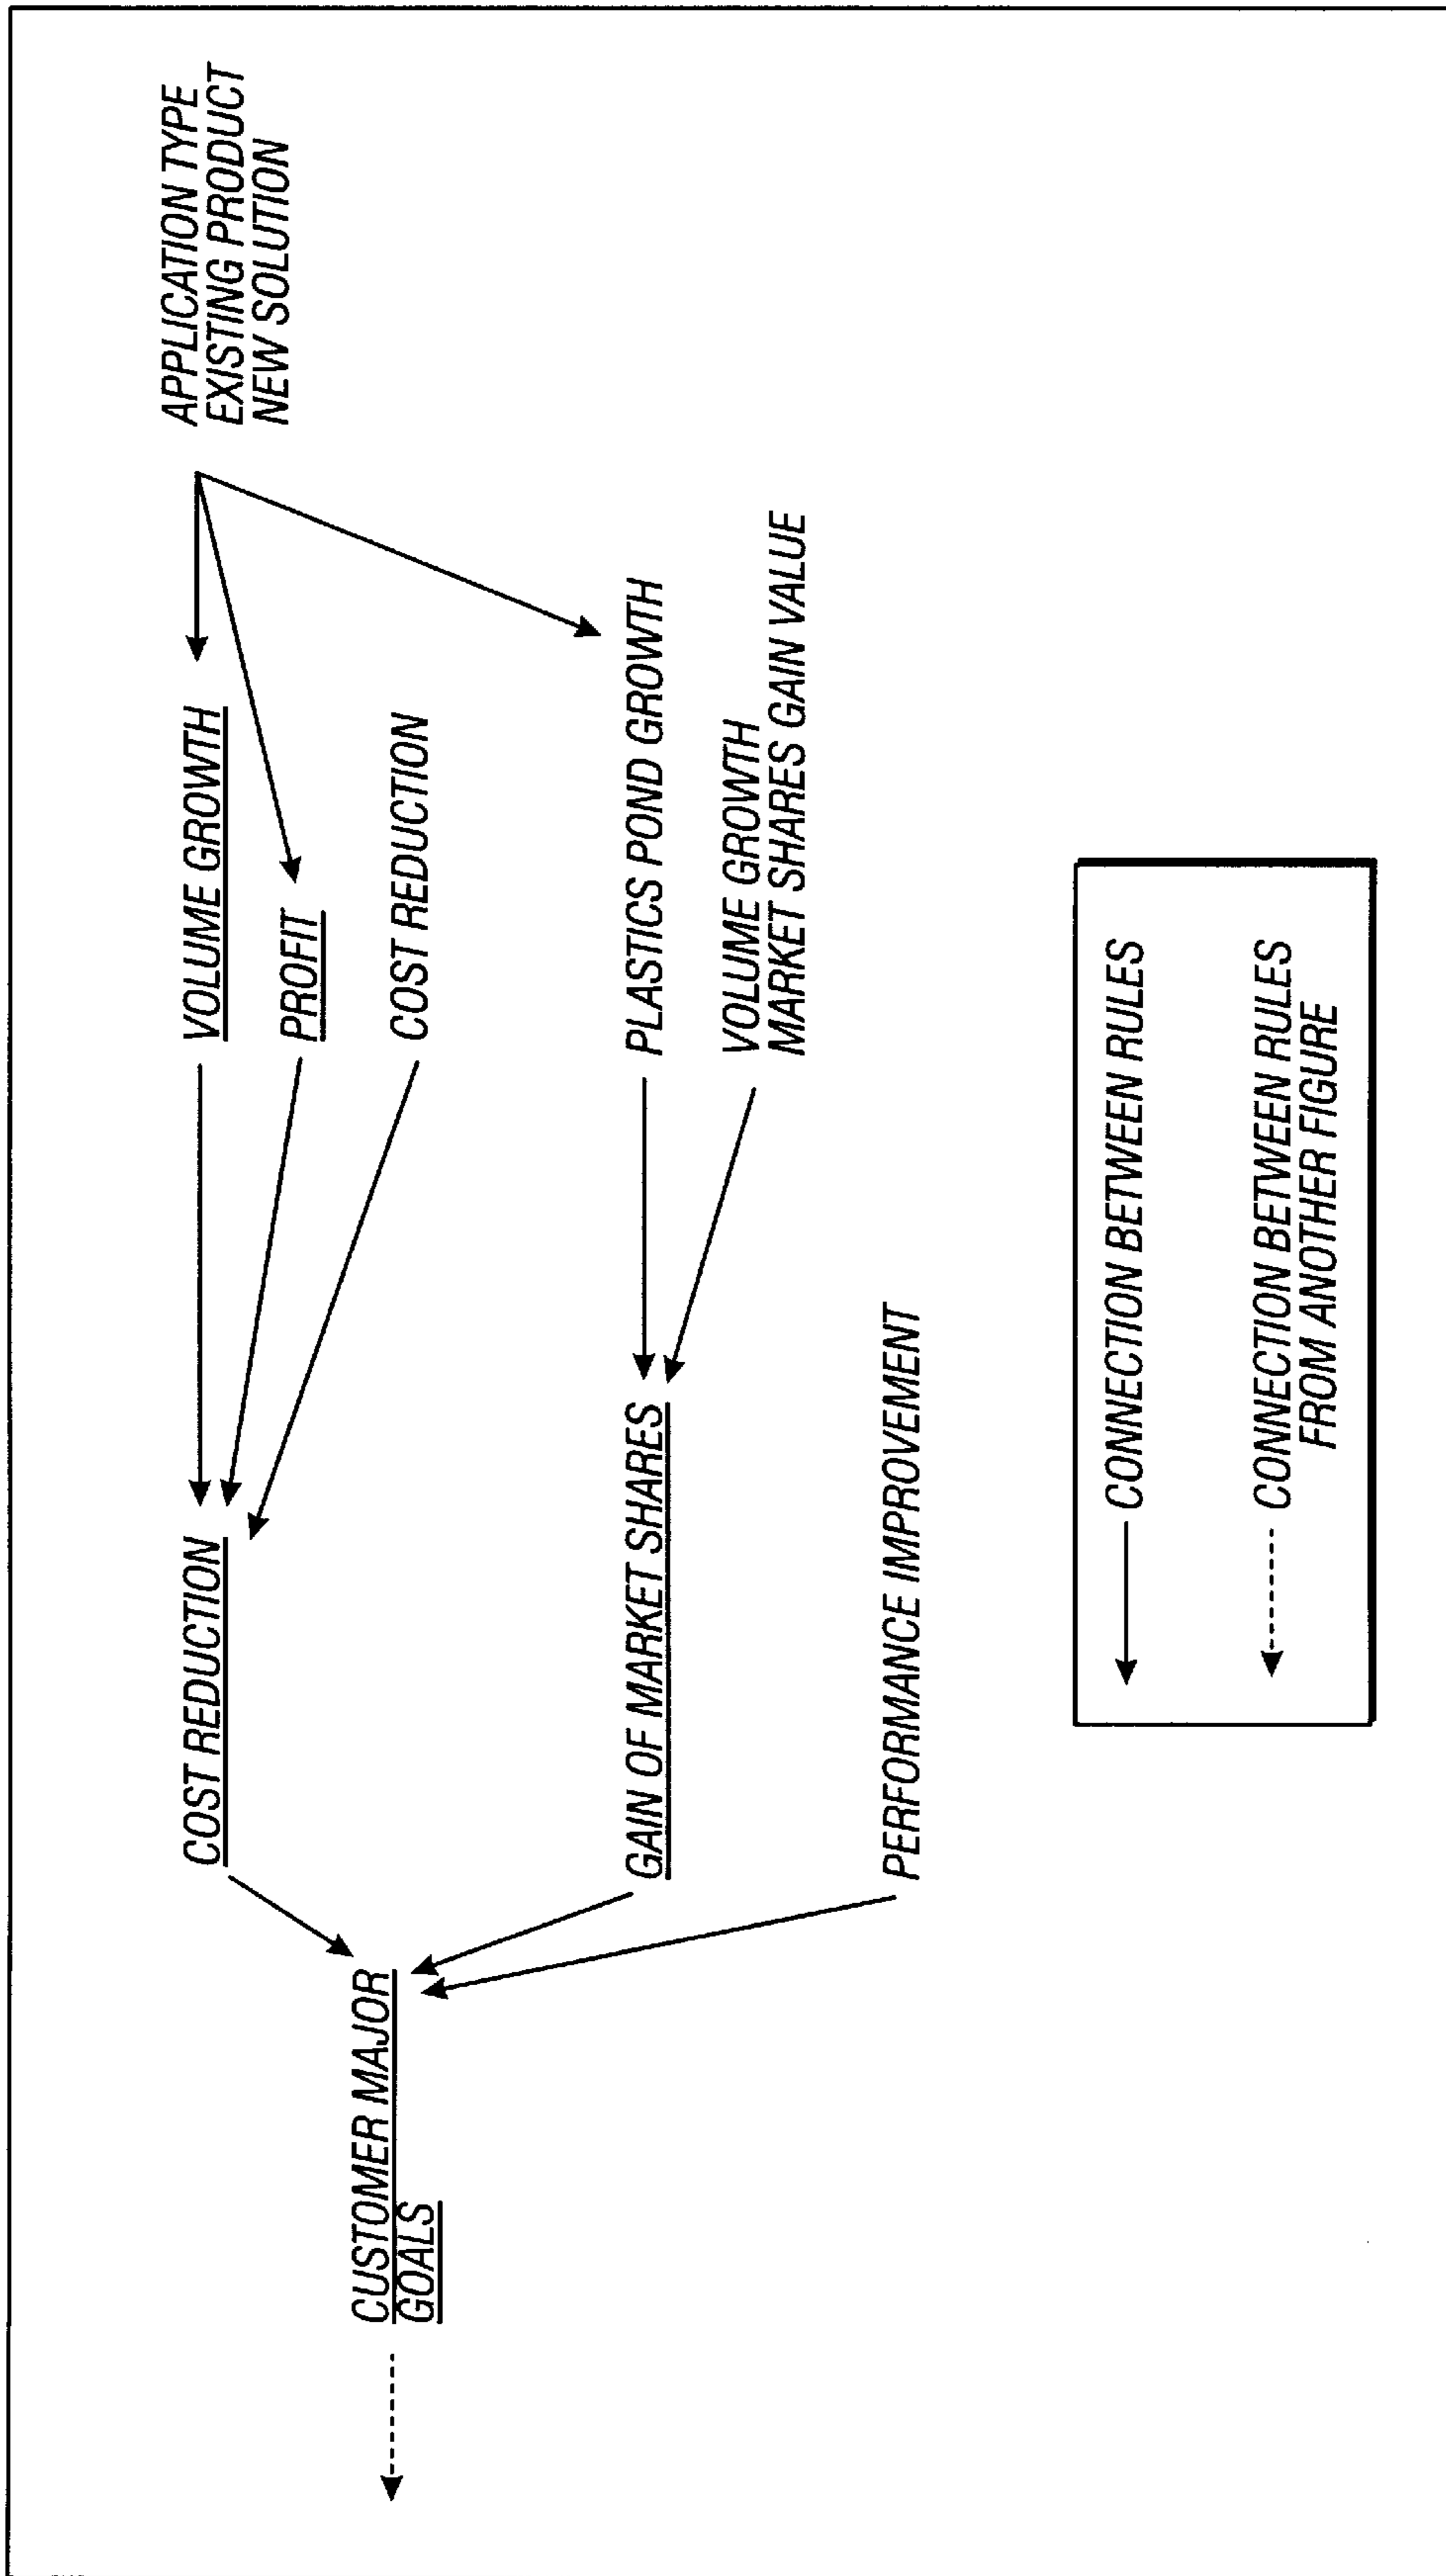 CUSTOMER MAJOR
GOALS
COST REDUCTION
GAIN OF MARKET SHARES
PERFORMANCE IMPROVEMENT
VOLUME GROWTH
PROFIT
COST REDUCTION
PLASTICS POND GROWTH
VOLUME GROWTH
MARKET SHARES GAIN VALUE
APPLICATION TYPE
EXISTING PRODUCT
NEW SOLUTION
CONNECTION BETWEEN RULES
CONNECTION BETWEEN RULES
FROM ANOTHER FIGURE